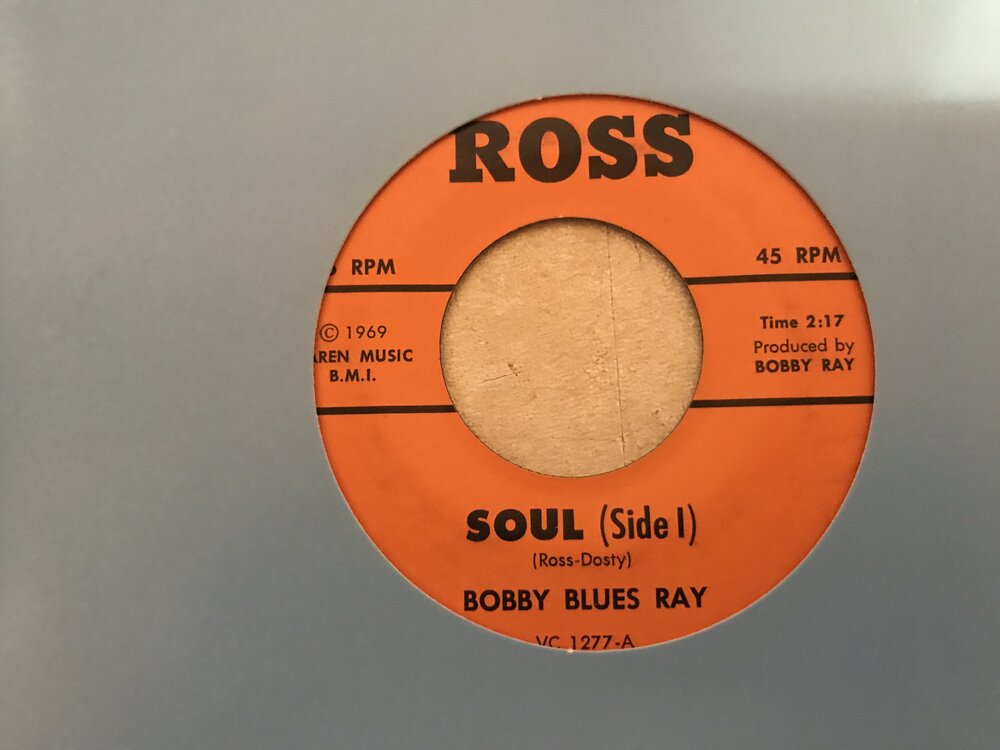 ROSS
RPM
45 RPM
© 1969
REN MUSIC
B.M.I.
Time 2:17
Produced by
BOBBY RAY
SOUL (Side I)
(Ross-Dosty)
BOBBY BLUES RAY
VC 1277-A